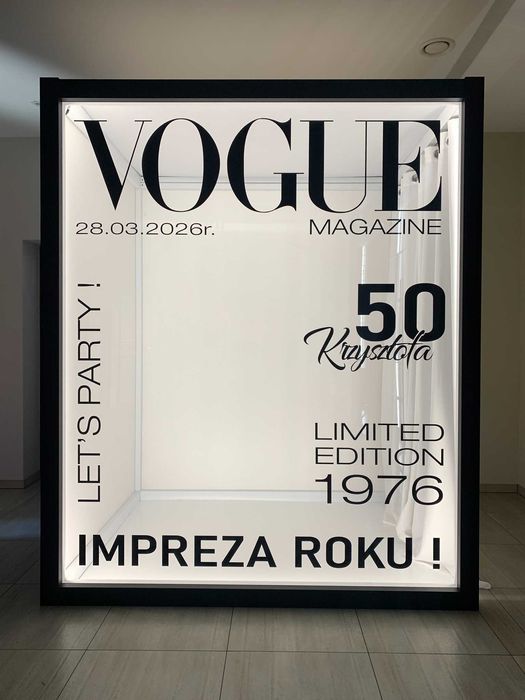 VOGUE
28.03.2026r. MAGAZINE
50
Krzysztofa
LET'S PARTY !
LIMITED
EDITION
1976
IMPREZA ROKU !